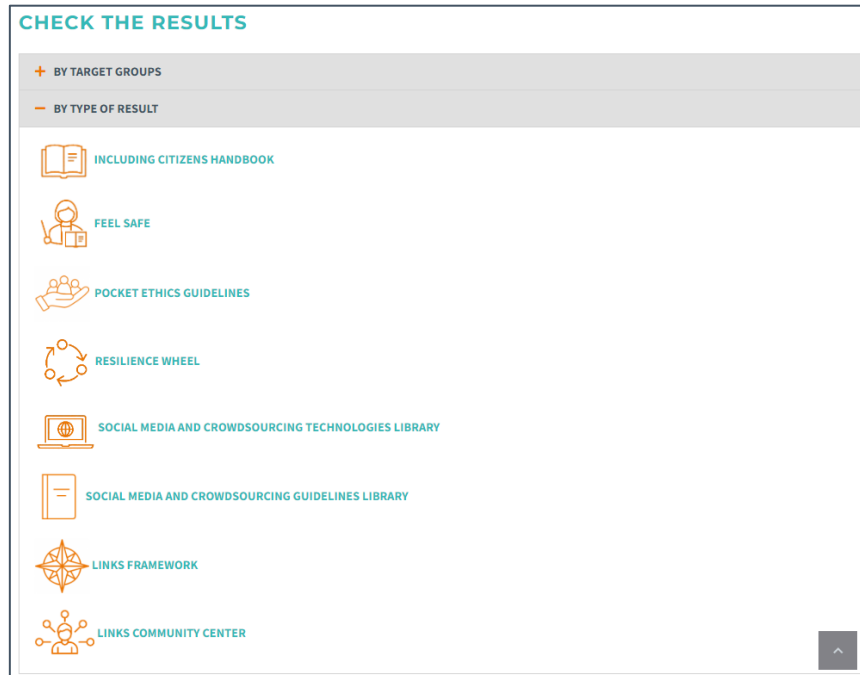 CHECK THE RESULTS
+ BY TARGET GROUPS
− BY TYPE OF RESULT
INCLUDING CITIZENS HANDBOOK
FEEL SAFE
POCKET ETHICS GUIDELINES
RESILIENCE WHEEL
SOCIAL MEDIA AND CROWDSOURCING TECHNOLOGIES LIBRARY
SOCIAL MEDIA AND CROWDSOURCING GUIDELINES LIBRARY
LINKS FRAMEWORK
LINKS COMMUNITY CENTER